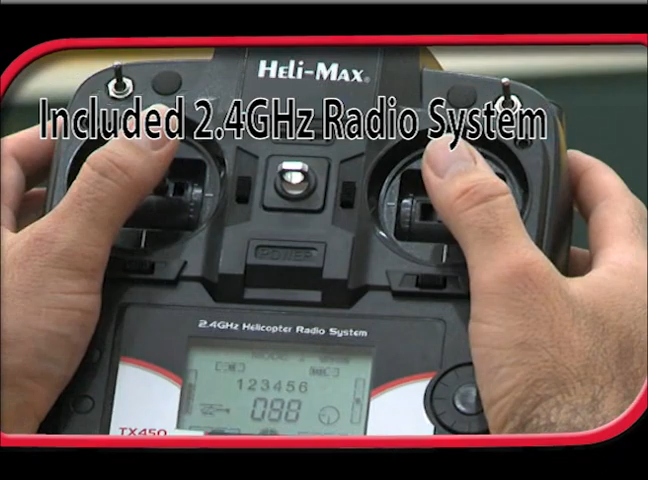 HELI-MAX®
Included 2.4GHz Radio System
POWER
2.4GHz Helicopter Radio System
123456
088
TX450